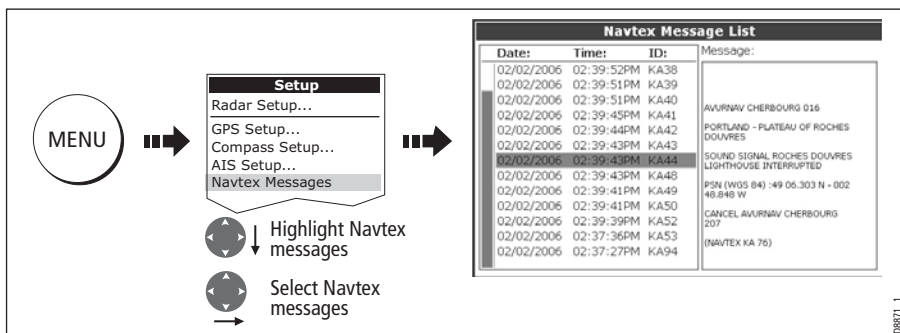 MENU
Setup
Radar Setup...
GPS Setup...
Compass Setup...
AIS Setup...
Navtex Messages
Highlight Navtex
messages
Select Navtex
messages
Navtex Message List
Date: Time: ID:
02/02/2006 02:39:52PM KA38
02/02/2006 02:39:51PM KA39
02/02/2006 02:39:51PM KA40
02/02/2006 02:39:45PM KA41
02/02/2006 02:39:44PM KA42
02/02/2006 02:39:43PM KA43
02/02/2006 02:39:43PM KA44
02/02/2006 02:39:43PM KA48
02/02/2006 02:39:41PM KA49
02/02/2006 02:39:41PM KA50
02/02/2006 02:39:39PM KA52
02/02/2006 02:37:36PM KA53
02/02/2006 02:37:27PM KA94
Message:
AVURNAV CHERBOURG 016
PORTLAND - PLATEAU OF ROCHES
DOUVRES
SOUND SIGNAL ROCHES DOUVRES
LIGHTHOUSE INTERRUPTED
PSN (WGS 84) :49 06.303 N - 002
48.848 W
CANCEL AVURNAV CHERBOURG
207
(NAVTEX KA 76)
D8871_1